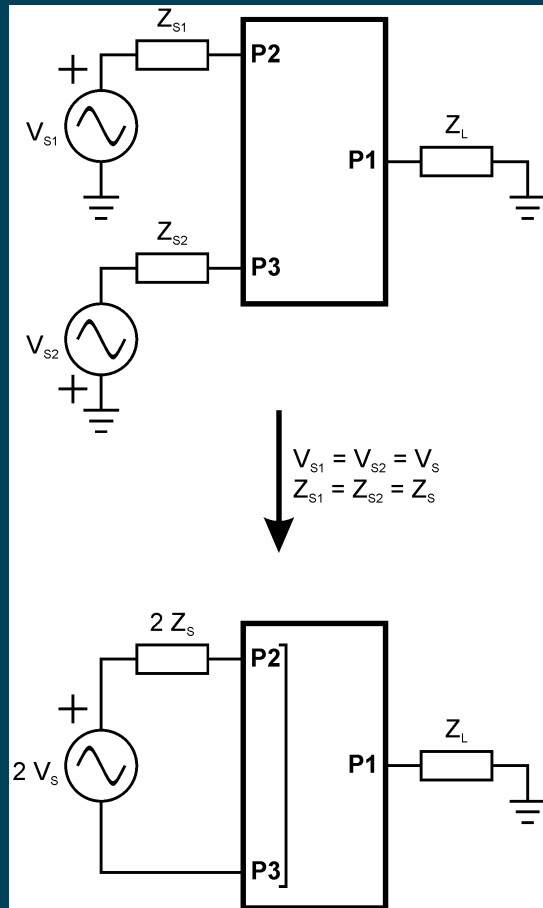 Z_S1
P2
+
V_S1
Z_L
P1
Z_S2
P3
V_S2
+
V_S1 = V_S2 = V_S
Z_S1 = Z_S2 = Z_S
2 Z_S
P2
+
Z_L
2 V_S
P1
P3